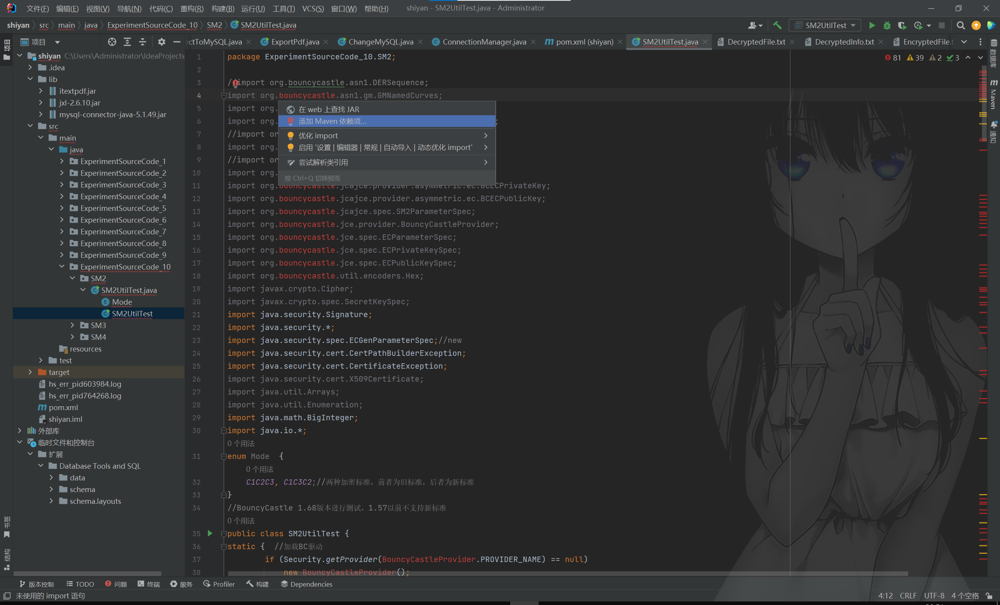 文件(F) 编辑(E) 视图(V) 导航(N) 代码(C) 重构(R) 构建(B) 运行(U) 工具(T) VCS(S) 窗口(W) 帮助(H) shiyan - SM2UtilTest.java - Administrator
shiyan src main java ExperimentSourceCode_10 SM2 SM2UtilTest.java SM2UtilTest
项目
ectToMySQL.java ExportPdf.java ChangeMySQL.java ConnectionManager.java pom.xml (shiyan) SM2UtilTest.java DecryptedFile.txt DecryptedInfo.txt EncryptedFile.t
项目
shiyan C:\Users\Administrator\IdeaProjects
.idea
lib
itextpdf.jar
jxl-2.6.10.jar
mysql-connector-java-5.1.49.jar
src
main
java
ExperimentSourceCode_1
ExperimentSourceCode_2
ExperimentSourceCode_3
ExperimentSourceCode_4
ExperimentSourceCode_5
ExperimentSourceCode_6
ExperimentSourceCode_7
ExperimentSourceCode_8
ExperimentSourceCode_9
ExperimentSourceCode_10
SM2
SM2UtilTest.java
Mode
SM2UtilTest
SM3
SM4
resources
test
target
hs_err_pid603984.log
hs_err_pid764268.log
pom.xml
shiyan.iml
外部库
临时文件和控制台
扩展
Database Tools and SQL
data
schema
schema.layouts
书签
结构
81 39 2 3
1 package ExperimentSourceCode_10.SM2;
2
3 //import org.bouncycastle.asn1.DERSequence;
4 import org.bouncycastle.asn1.gm.GMNamedCurves;
5 import org.
6 import org. ;
7 //import or
8 import org.
9 //import or
10 import org.
在 web 上查找 JAR
添加 Maven 依赖项...
优化 import
启用 '设置 | 编辑器 | 常规 | 自动导入 | 动态优化 import'
尝试解析类引用
按 Ctrl+Q 切换预览
11 import org.bouncycastle.jcajce.provider.asymmetric.ec.BCECPrivateKey;
12 import org.bouncycastle.jcajce.provider.asymmetric.ec.BCECPublicKey;
13 import org.bouncycastle.jcajce.spec.SM2ParameterSpec;
14 import org.bouncycastle.jce.provider.BouncyCastleProvider;
15 import org.bouncycastle.jce.spec.ECParameterSpec;
16 import org.bouncycastle.jce.spec.ECPrivateKeySpec;
17 import org.bouncycastle.jce.spec.ECPublicKeySpec;
18 import org.bouncycastle.util.encoders.Hex;
19 import javax.crypto.Cipher;
20 import javax.crypto.spec.SecretKeySpec;
21 import java.security.Signature;
22 import java.security.*;
23 import java.security.spec.ECGenParameterSpec;//new
24 import java.security.cert.CertPathBuilderException;
25 import java.security.cert.CertificateException;
26 import java.security.cert.X509Certificate;
27 import java.util.Arrays;
28 import java.util.Enumeration;
29 import java.math.BigInteger;
30 import java.io.*;
0 个用法
31 enum Mode {
0 个用法
32 C1C2C3, C1C3C2;//两种加密标准，前者为旧标准，后者为新标准
33 }
34 //BouncyCastle 1.68版本进行测试，1.57以前不支持新标准
0 个用法
35 public class SM2UtilTest {
36 static { //加载BC驱动
37 if (Security.getProvider(BouncyCastleProvider.PROVIDER_NAME) == null)
38 new BouncyCastleProvider();
数据库
Maven
通知
版本控制 TODO 问题 终端 服务 Profiler 构建 Dependencies
未使用的 import 语句 4:12 CRLF UTF-8 4 个空格